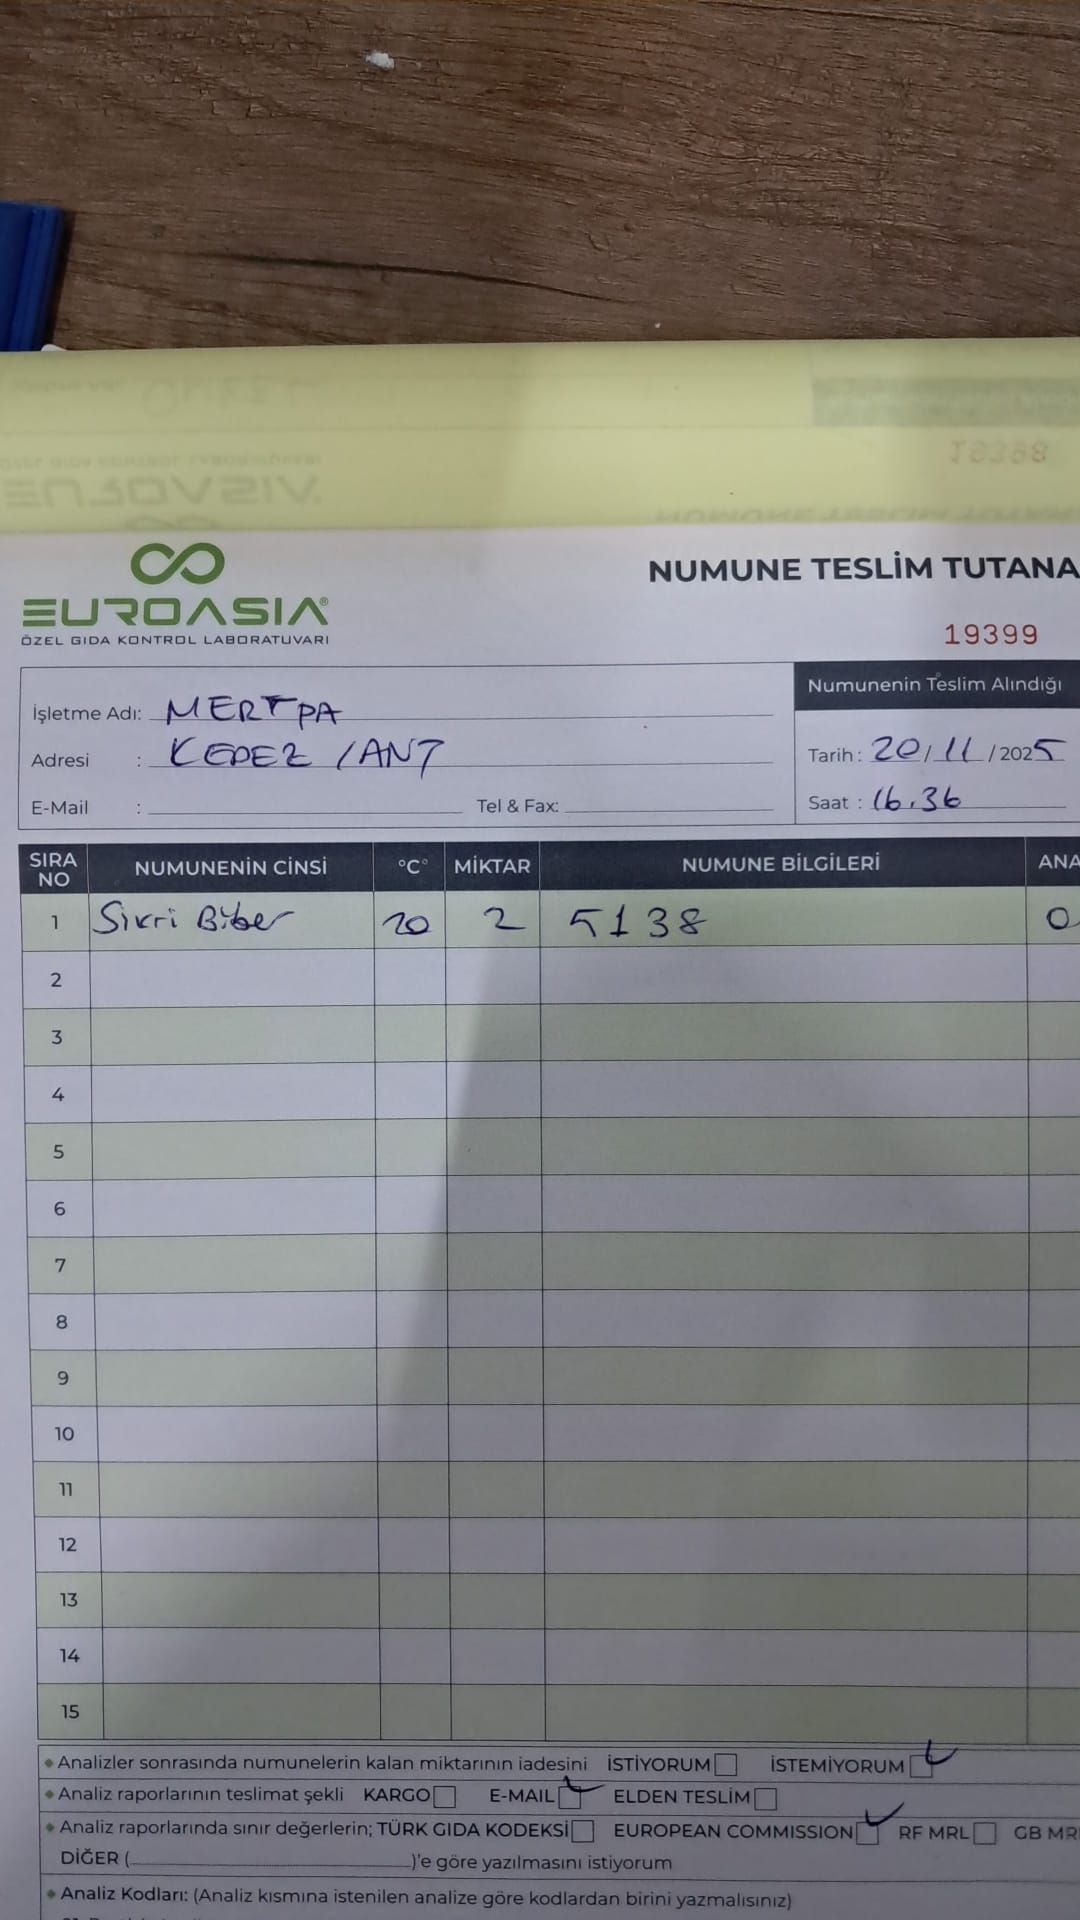 19398
EUROASIA®
ÖZEL GIDA KONTROL LABORATUVARI
NUMUNE TESLİM TUTANA
19399
İşletme Adı: MERTPA
Adresi : KEPEZ / ANT
E-Mail : Tel & Fax:
Numunenin Teslim Alındığı
Tarih: 20/11/2025
Saat : 16.36
SIRA NO NUMUNENİN CİNSİ °C° MİKTAR NUMUNE BİLGİLERİ ANA
1 Sivri Biber 20 2 5138 0
2
3
4
5
6
7
8
9
10
11
12
13
14
15
Analizler sonrasında numunelerin kalan miktarının iadesini İSTİYORUM İSTEMİYORUM
Analiz raporlarının teslimat şekli KARGO E-MAIL ELDEN TESLİM
Analiz raporlarında sınır değerlerin; TÜRK GIDA KODEKSİ EUROPEAN COMMISSION RF MRL GB MR
DİĞER (____)'e göre yazılmasını istiyorum
Analiz Kodları: (Analiz kısmına istenilen analize göre kodlardan birini yazmalısınız)